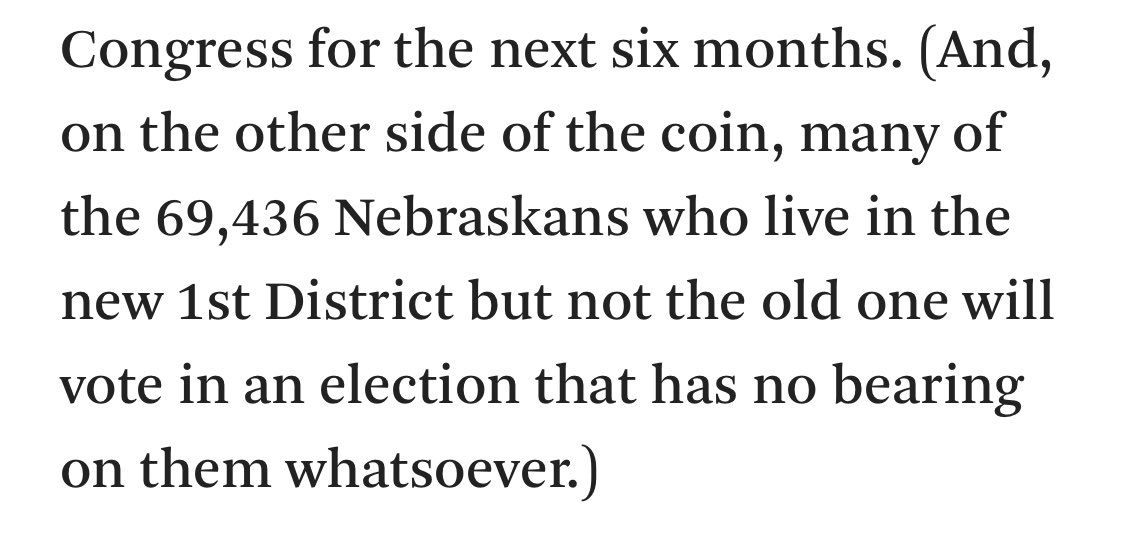 Congress for the next six months. (And,
on the other side of the coin, many of
the 69,436 Nebraskans who live in the
new 1st District but not the old one will
vote in an election that has no bearing
on them whatsoever.)